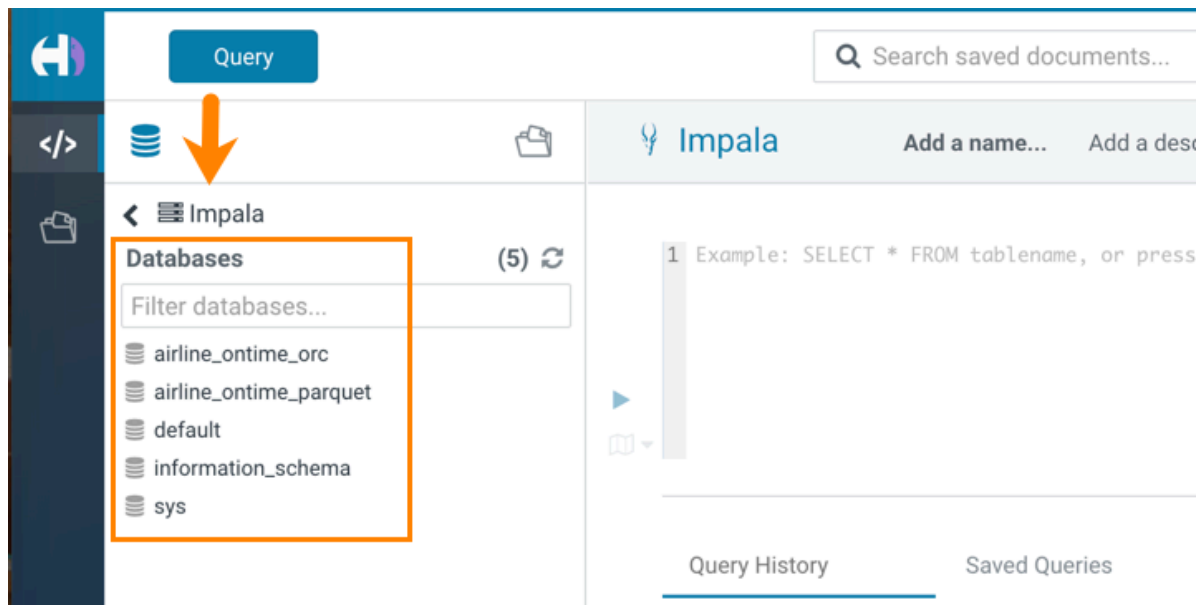 Query
Search saved documents...
</>
Impala
Add a name...
Add a desc
Impala
Databases
(5)
Filter databases...
airline_ontime_orc
airline_ontime_parquet
default
information_schema
sys
1 Example: SELECT * FROM tablename, or press
Query History
Saved Queries